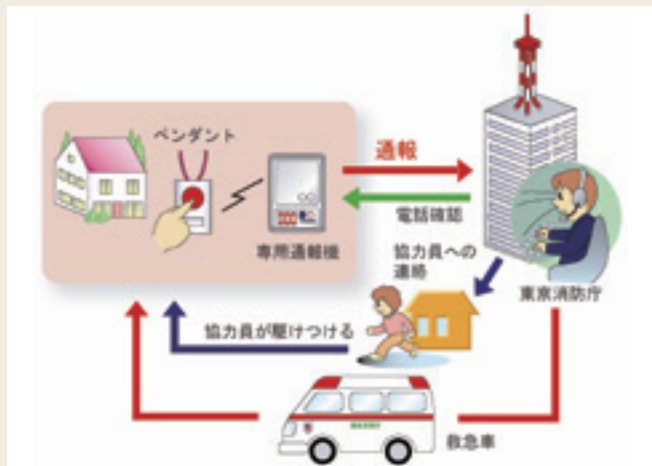 ペンダント
通報
専用通報機
電話確認
協力員への
連絡
東京消防庁
協力員が駆けつける
救急車